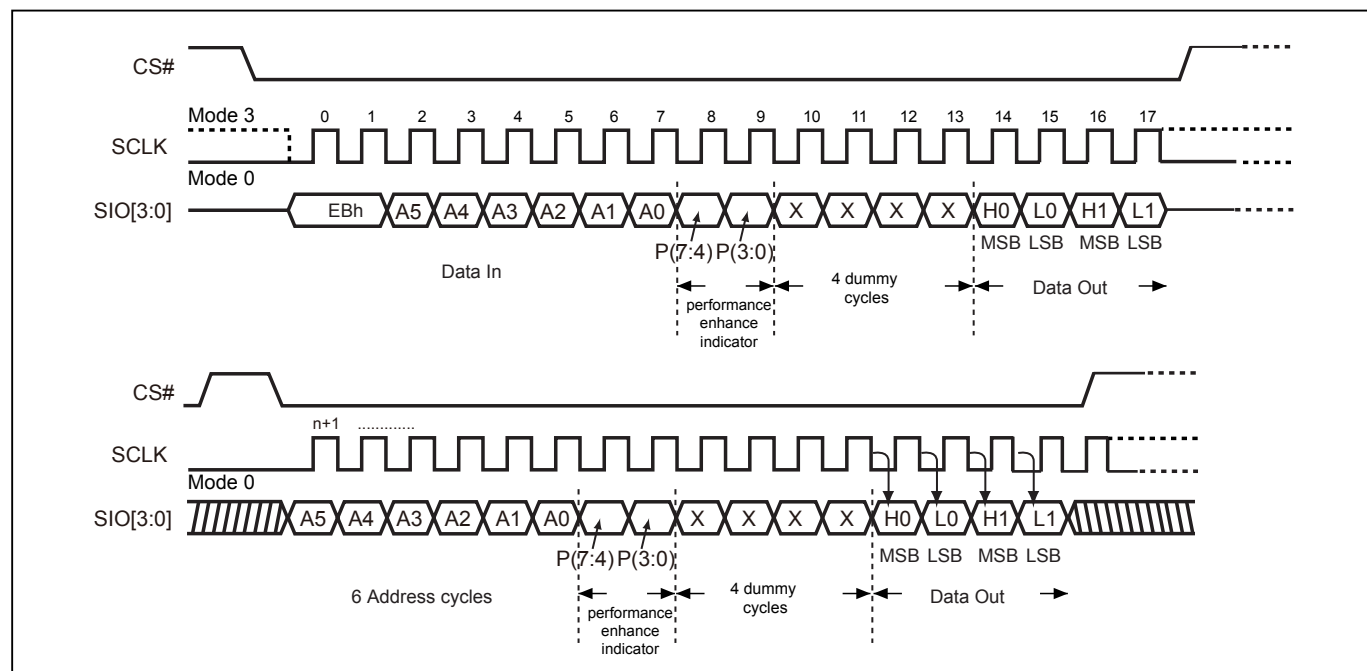 CS#
Mode 3
0 1 2 3 4 5 6 7 8 9 10 11 12 13 14 15 16 17
SCLK
Mode 0
SIO[3:0] EBh A5 A4 A3 A2 A1 A0 X X X X H0 L0 H1 L1
MSB LSB MSB LSB
P(7:4) P(3:0)
Data In
performance
enhance
indicator
4 dummy
cycles
Data Out
CS#
n+1 .............
SCLK
Mode 0
SIO[3:0] A5 A4 A3 A2 A1 A0 X X X X H0 L0 H1 L1
P(7:4) P(3:0)
MSB LSB MSB LSB
6 Address cycles
performance
enhance
indicator
4 dummy
cycles
Data Out